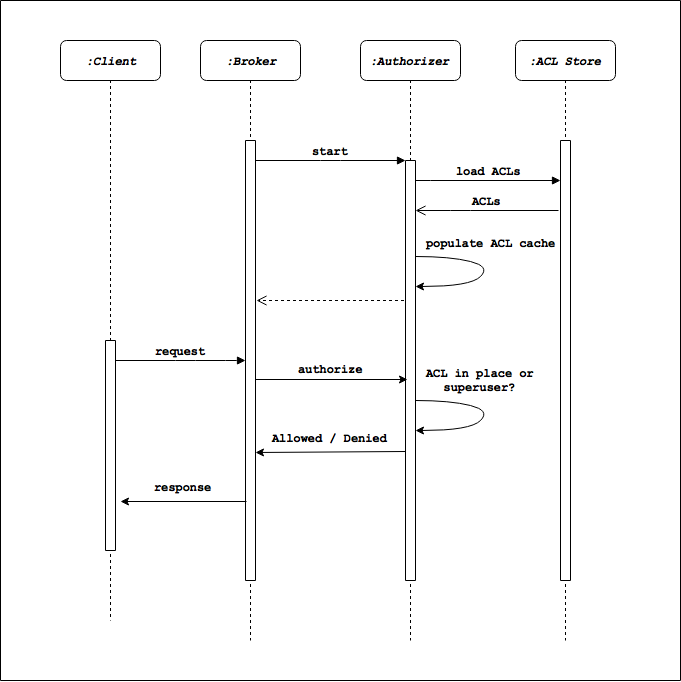 :Client
:Broker
:Authorizer
:ACL Store
start
load ACLs
ACLs
populate ACL cache
request
authorize
ACL in place or
superuser?
Allowed / Denied
response